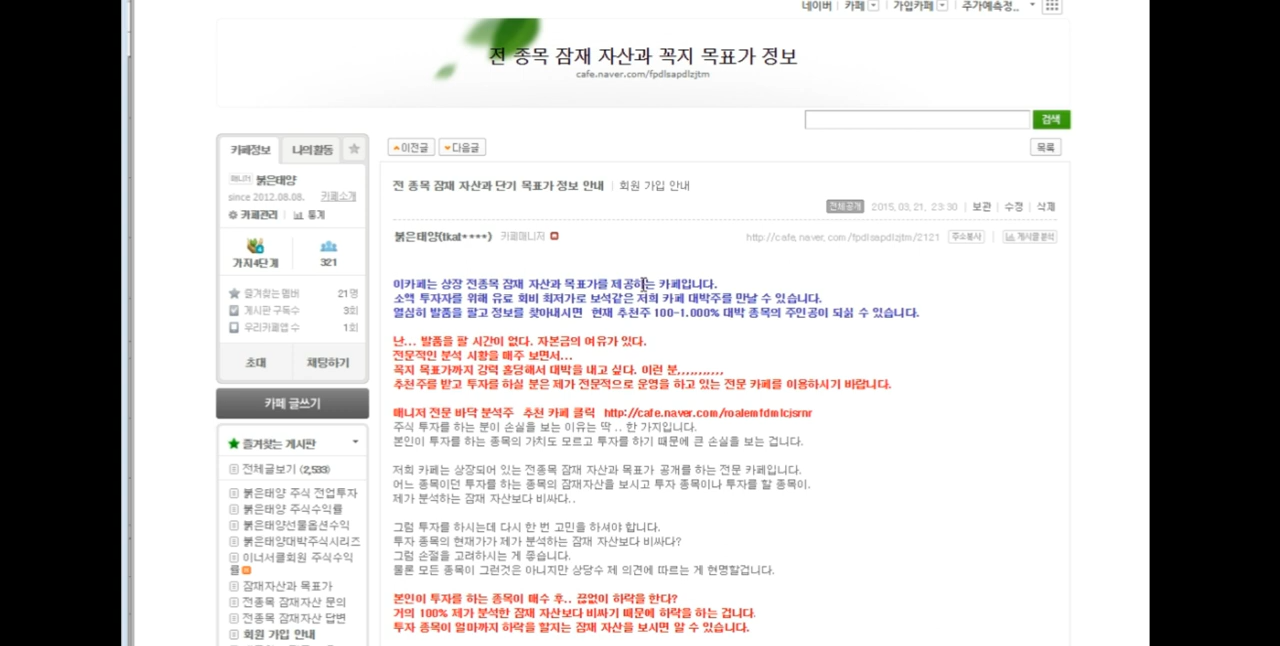 네이버 카페 가입카페 주가예측정..
전 종목 잠재 자산과 꼭지 목표가 정보
cafe.naver.com/fpdlsapdlzjtm
검색
카페정보 나의활동
이전글 다음글 목록
매니저 붉은태양
since 2012.08.08. 카페소개
카페관리 통계
가지4단계 321
즐겨찾는 멤버 21명
게시판 구독수 3회
우리카페앱 수 1회
초대 채팅하기
카페 글쓰기
즐겨찾는 게시판
전체글보기 (2,533)
붉은태양 주식 전업투자
붉은태양 주식수익률
붉은태양선물옵션수익
붉은태양대박주식시리즈
이너서클회원 주식수익
률
잠재자산과 목표가
전종목 잠재자산 문의
전종목 잠재자산 답변
회원 가입 안내
전 종목 잠재 자산과 단기 목표가 정보 안내 | 회원 가입 안내
전체공개 2015.03.21. 23:30 | 보관 | 수정 | 삭제
붉은태양(tkat****) 카페매니저
http://cafe.naver.com/fpdlsapdlzjtm/2121 주소복사 | 게시글 분석
이카페는 상장 전종목 잠재 자산과 목표가를 제공하는 카페입니다.
소액 투자자를 위해 유료 회비 최저가로 보석같은 저희 카페 대박주를 만날 수 있습니다.
열심히 발품을 팔고 정보를 찾아내시면 현재 추천주 100-1.000% 대박 종목의 주인공이 되싦 수 있습니다.
난... 발품을 팔 시간이 없다. 자본금의 여유가 있다.
전문적인 분석 시황을 매주 보면서...
꼭지 목표가까지 강력 홀딩해서 대박을 내고 싶다. 이런 분,,,,,,,,,,,
추천주를 받고 투자를 하실 분은 제가 전문적으로 운영을 하고 있는 전문 카페를 이용하시기 바랍니다.
매니저 전문 바닥 분석주 추천 카페 클릭 http://cafe.naver.com/roalemfdmlcjsrnr
주식 투자를 하는 분이 손실을 보는 이유는 딱 .. 한 가지입니다.
본인이 투자를 하는 종목의 가치도 모르고 투자를 하기 때문에 큰 손실을 보는 겁니다.
저희 카페는 상장되어 있는 전종목 잠재 자산과 목표가 공개를 하는 전문 카페입니다.
어느 종목이던 투자를 하는 종목의 잠재자산을 보시고 투자 종목이나 투자를 할 종목이.
제가 분석하는 잠재 자산보다 비싸다..
그럼 투자를 하시는데 다시 한 번 고민을 하셔야 합니다.
투자 종목의 현재가가 제가 분석하는 잠재 자산보다 비싸다?
그럼 손절을 고려하시는 게 좋습니다.
물론 모든 종목이 그런것은 아니지만 상당수 제 의견에 따르는 게 현명할겁니다.
본인이 투자를 하는 종목이 매수 후.. 끝없이 하락을 한다?
거의 100% 제가 분석한 잠재 자산보다 비싸기 때문에 하락을 하는 겁니다.
투자 종목이 얼마까지 하락을 할지는 잠재 자산을 보시면 알 수 있습니다.